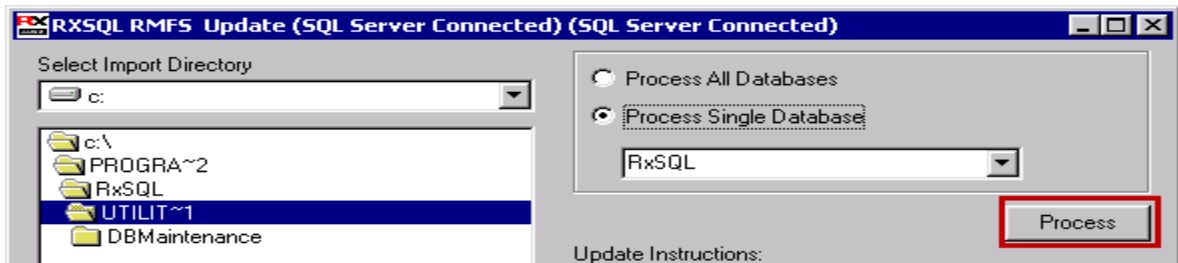 RX
RXSQL RMFS Update (SQL Server Connected) (SQL Server Connected)
Select Import Directory
c:
c:\
PROGRA~2
RxSQL
UTILIT~1
DBMaintenance
Process All Databases
Process Single Database
RxSQL
Process
Update Instructions: